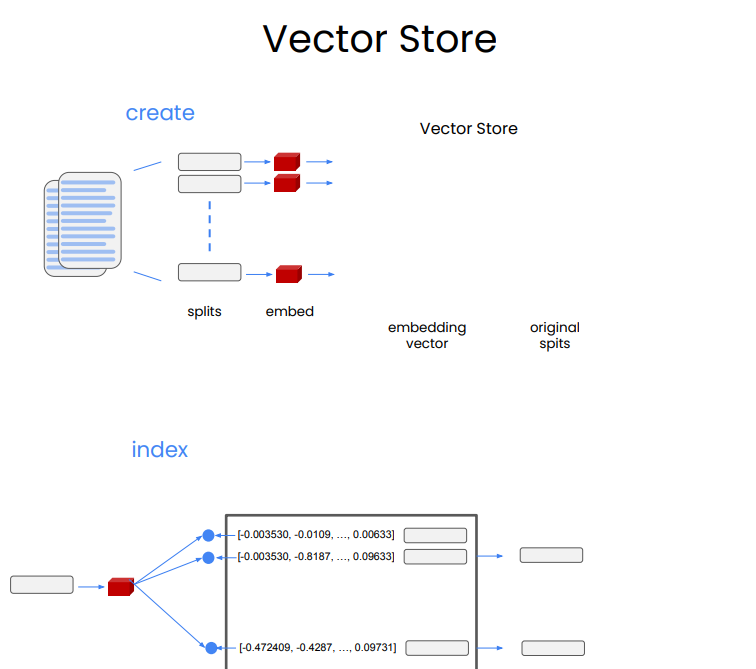 Vector Store
create
Vector Store
splits
embed
embedding
vector
original
spits
index
[-0.003530, -0.0109, …, 0.00633]
[-0.003530, -0.8187, …, 0.09633]
[-0.472409, -0.4287, …, 0.09731]